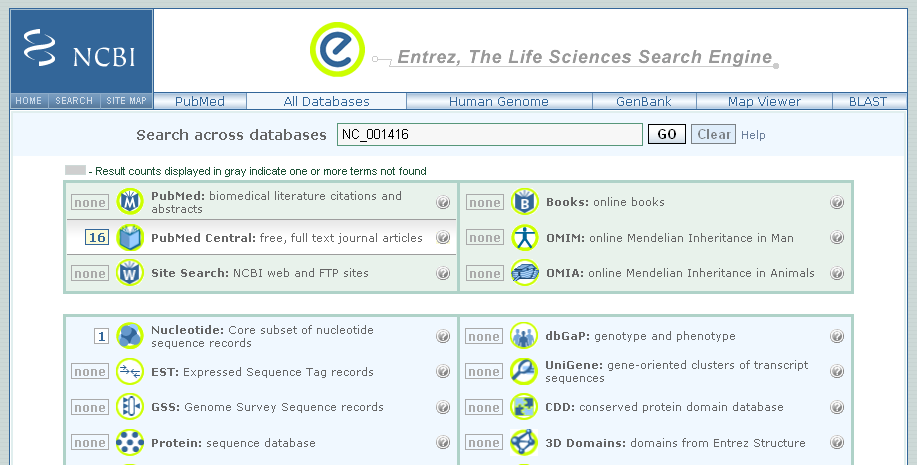 NCBI
Entrez, The Life Sciences Search Engine
HOME SEARCH SITE MAP PubMed All Databases Human Genome GenBank Map Viewer BLAST
Search across databases NC_001416 GO Clear Help
- Result counts displayed in gray indicate one or more terms not found
none PubMed: biomedical literature citations and
abstracts ?
none Books: online books ?
16 PubMed Central: free, full text journal articles ?
none OMIM: online Mendelian Inheritance in Man ?
none Site Search: NCBI web and FTP sites ?
none OMIA: online Mendelian Inheritance in Animals ?
1 Nucleotide: Core subset of nucleotide
sequence records ?
none dbGaP: genotype and phenotype ?
none EST: Expressed Sequence Tag records ?
none UniGene: gene-oriented clusters of transcript
sequences ?
none GSS: Genome Survey Sequence records ?
none CDD: conserved protein domain database ?
none Protein: sequence database ?
none 3D Domains: domains from Entrez Structure ?